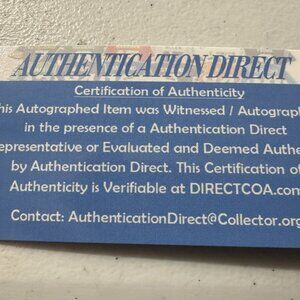 AUTHENTICATION DIRECT
Certification of Authenticity
his Autographed Item was Witnessed / Autograph
in the presence of a Authentication Direct
epresentative or Evaluated and Deemed Authe
by Authentication Direct. This Certification of
Authenticity is Verifiable at DIRECTCOA.com
Contact: AuthenticationDirect@Collector.org